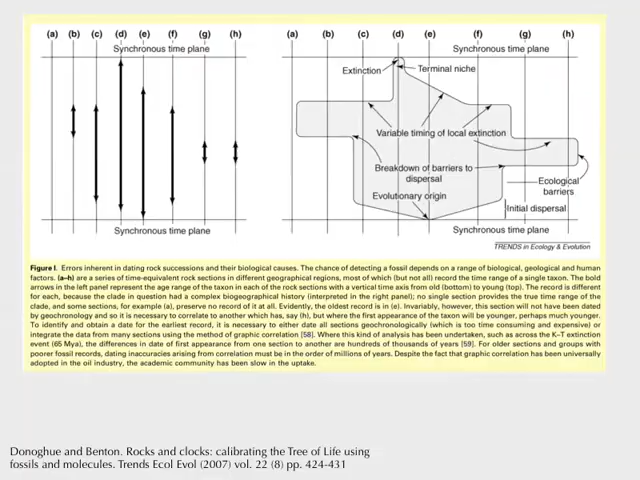 (a) (b) (c) (d) (e) (f) (g) (h) (a) (b) (c) (d) (e) (f) (g) (h)
Synchronous time plane Synchronous time plane
Extinction Terminal niche
Variable timing of local extinction
Breakdown of barriers to
dispersal
Ecological
barriers
Evolutionary origin
Initial dispersal
Synchronous time plane Synchronous time plane
TRENDS in Ecology & Evolution
Figure I. Errors inherent in dating rock successions and their biological causes. The chance of detecting a fossil depends on a range of biological, geological and human
factors. (a–h) are a series of time-equivalent rock sections in different geographical regions, most of which (but not all) record the time range of a single taxon. The bold
arrows in the left panel represent the age range of the taxon in each of the rock sections with a vertical time axis from old (bottom) to young (top). The record is different
for each, because the clade in question had a complex biogeographical history (interpreted in the right panel); no single section provides the true time range of the
clade, and some sections, for example (a), preserve no record of it at all. Evidently, the oldest record is in (e). Invariably, however, this section will not have been dated
by geochronology and so it is necessary to correlate to another which has, say (h), but where the first appearance of the taxon will be younger, perhaps much younger.
To identify and obtain a date for the earliest record, it is necessary to either date all sections geochronologically (which is too time consuming and expensive) or
integrate the data from many sections using the method of graphic correlation [58]. Where this kind of analysis has been undertaken, such as across the K–T extinction
event (65 Mya), the differences in date of first appearance from one section to another are hundreds of thousands of years [59]. For older sections and groups with
poorer fossil records, dating inaccuracies arising from correlation must be in the order of millions of years. Despite the fact that graphic correlation has been universally
adopted in the oil industry, the academic community has been slow in the uptake.
Donoghue and Benton. Rocks and clocks: calibrating the Tree of Life using
fossils and molecules. Trends Ecol Evol (2007) vol. 22 (8) pp. 424-431